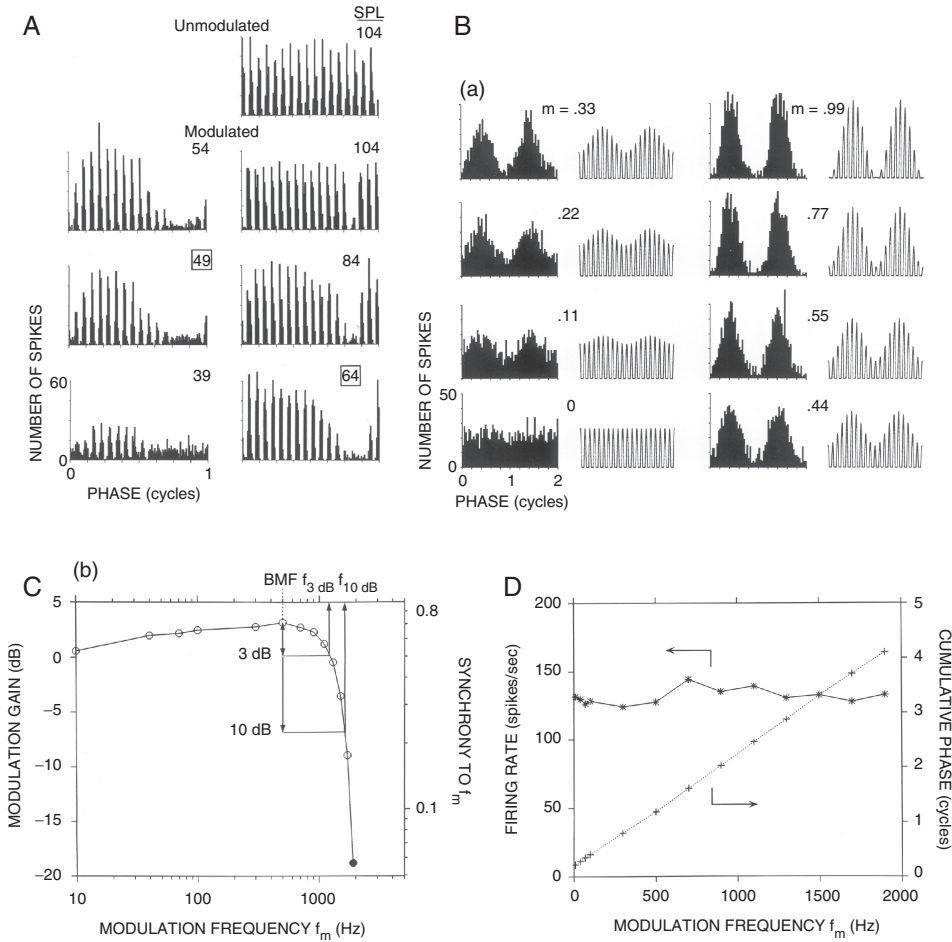 A
SPL
Unmodulated
104
Modulated
54
104
49
84
39
64
NUMBER OF SPIKES
60
0
0
1
PHASE (cycles)
B
(a)
m = .33
m = .99
.22
.77
.11
.55
0
.44
NUMBER OF SPIKES
50
0
0
1
2
PHASE (cycles)
C
(b)
BMF f3 dB f10 dB
MODULATION GAIN (dB)
5
0
−5
−10
−15
−20
3 dB
10 dB
0.8
0.1
SYNCHRONY TO fm
10
100
1000
MODULATION FREQUENCY fm (Hz)
D
FIRING RATE (spikes/sec)
200
150
100
50
0
5
4
3
2
1
0
CUMULATIVE PHASE (cycles)
0
500
1000
1500
2000
MODULATION FREQUENCY fm (Hz)